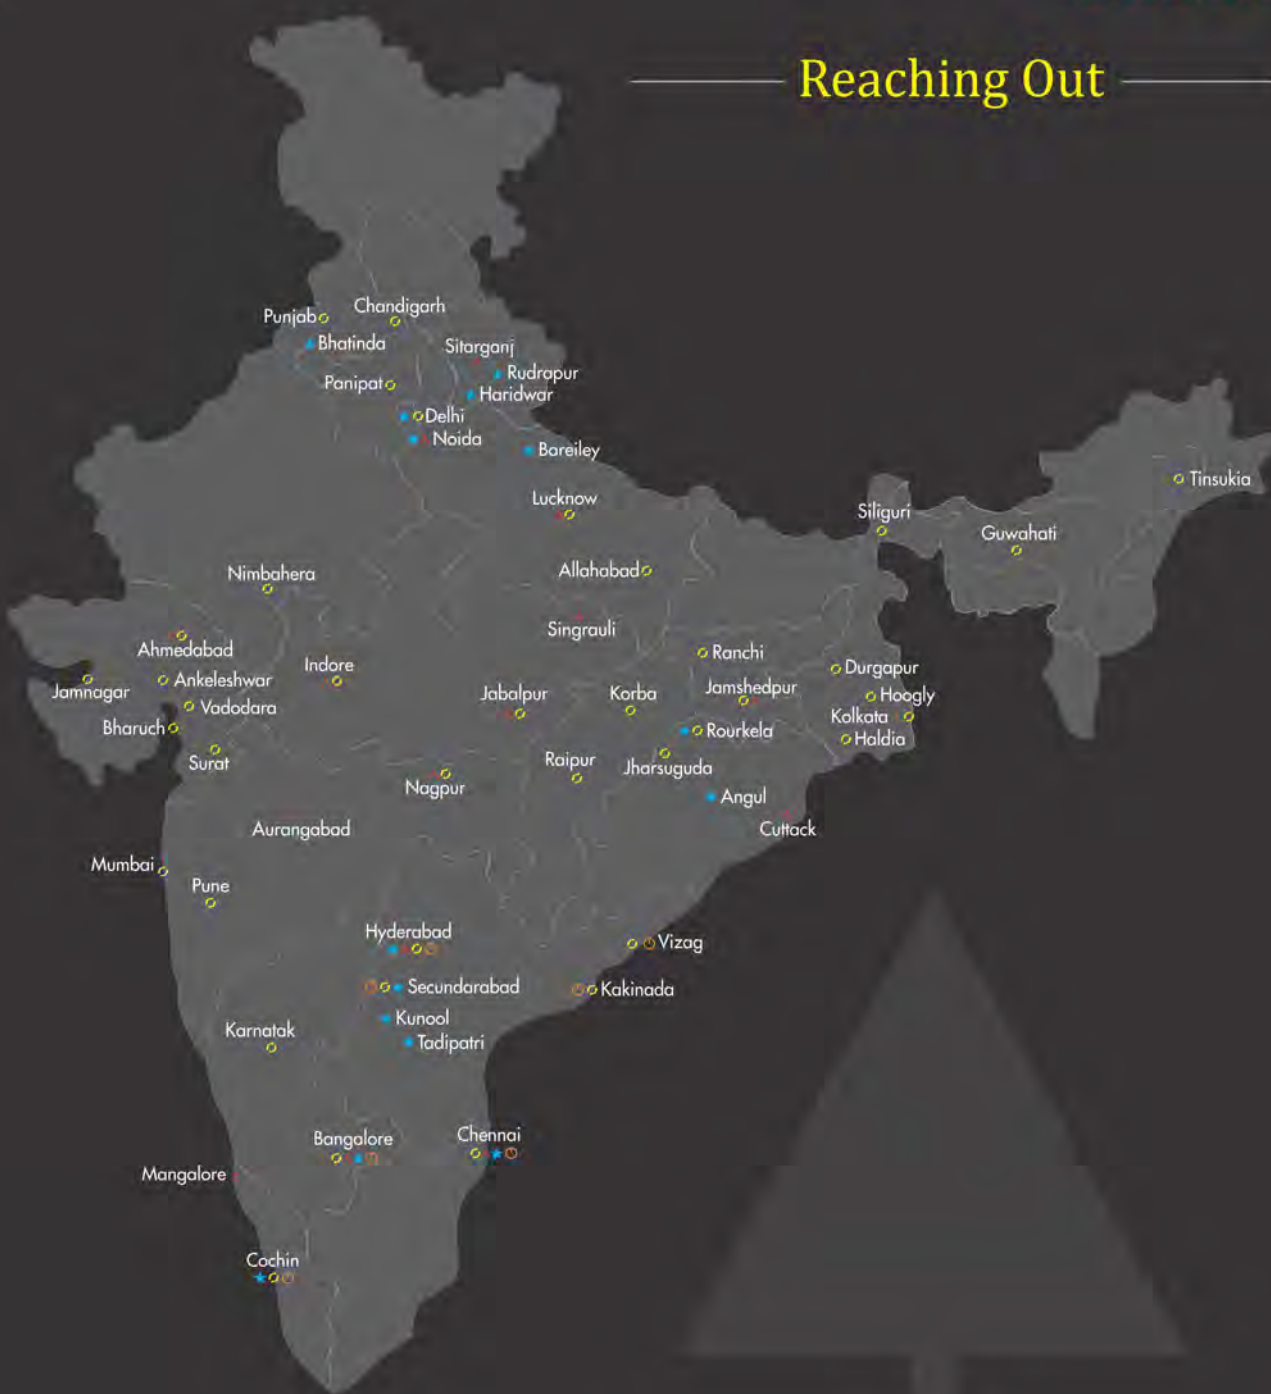 Reaching Out
Chandigarh
Punjab
Bhatinda
Sitarganj
Rudrapur
Panipat
Haridwar
Delhi
Noida
Bareiley
Tinsukia
Lucknow
Siliguri
Guwahati
Allahabad
Nimbahera
Singrauli
Ahmedabad
Ranchi
Indore
Durgapur
Ankeleshwar
Jamnagar
Jabalpur
Korba
Jamshedpur
Hoogly
Vadodara
Kolkata
Bharuch
Rourkela
Haldia
Surat
Raipur
Jharsuguda
Nagpur
Angul
Aurangabad
Cuttack
Mumbai
Pune
Hyderabad
Vizag
Secundarabad
Kakinada
Kunool
Karnatak
Tadipatri
Bangalore
Chennai
Mangalore
Cochin